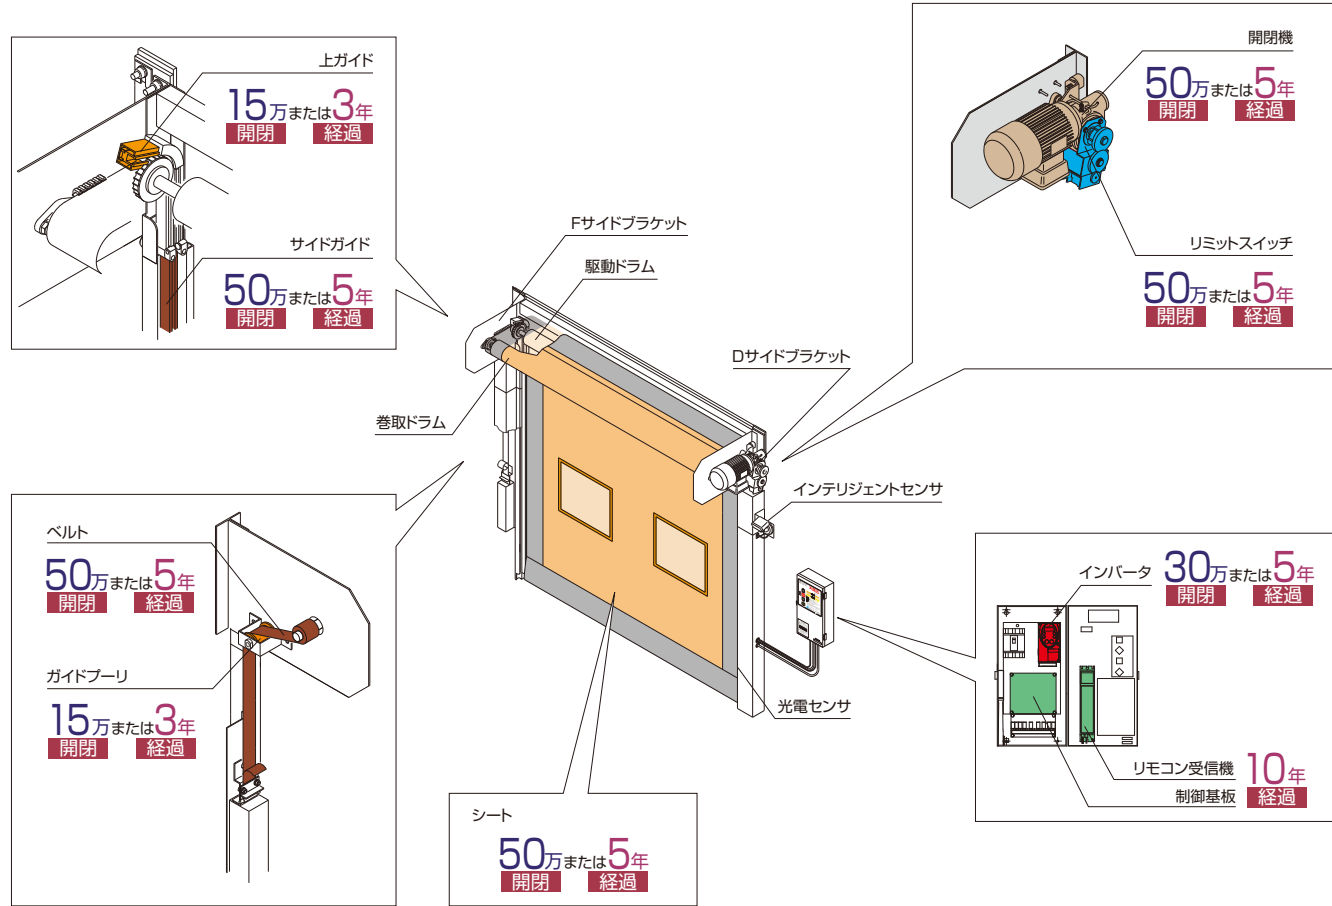 上ガイド
15万または3年
開閉 経過
サイドガイド
50万または5年
開閉 経過
開閉機
50万または5年
開閉 経過
リミットスイッチ
50万または5年
開閉 経過
Fサイドブラケット
駆動ドラム
Dサイドブラケット
巻取ドラム
インテリジェントセンサ
光電センサ
ベルト
50万または5年
開閉 経過
ガイドプーリ
15万または3年
開閉 経過
シート
50万または5年
開閉 経過
インバータ 30万または5年
開閉 経過
リモコン受信機 10年
制御基板 経過